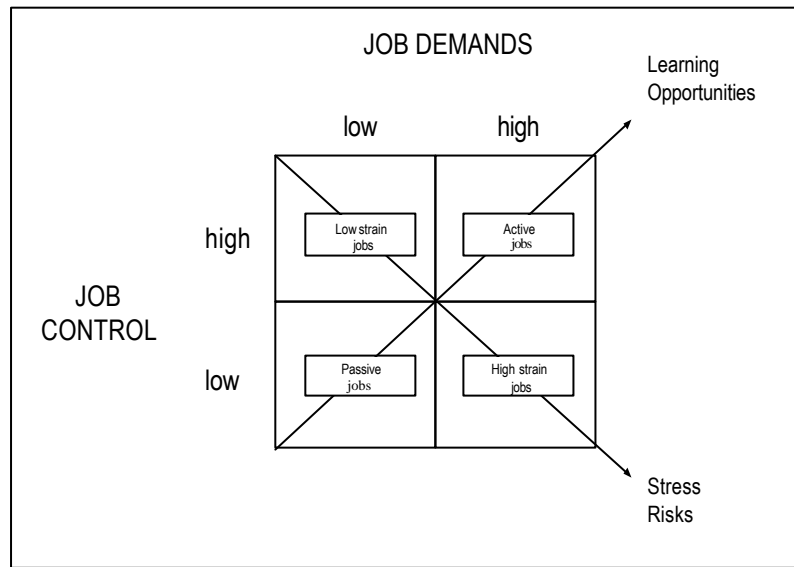 JOB DEMANDS
Learning
Opportunities
low
high
high
Low strain
jobs
Active
jobs
JOB
CONTROL
low
Passive
jobs
High strain
jobs
Stress
Risks